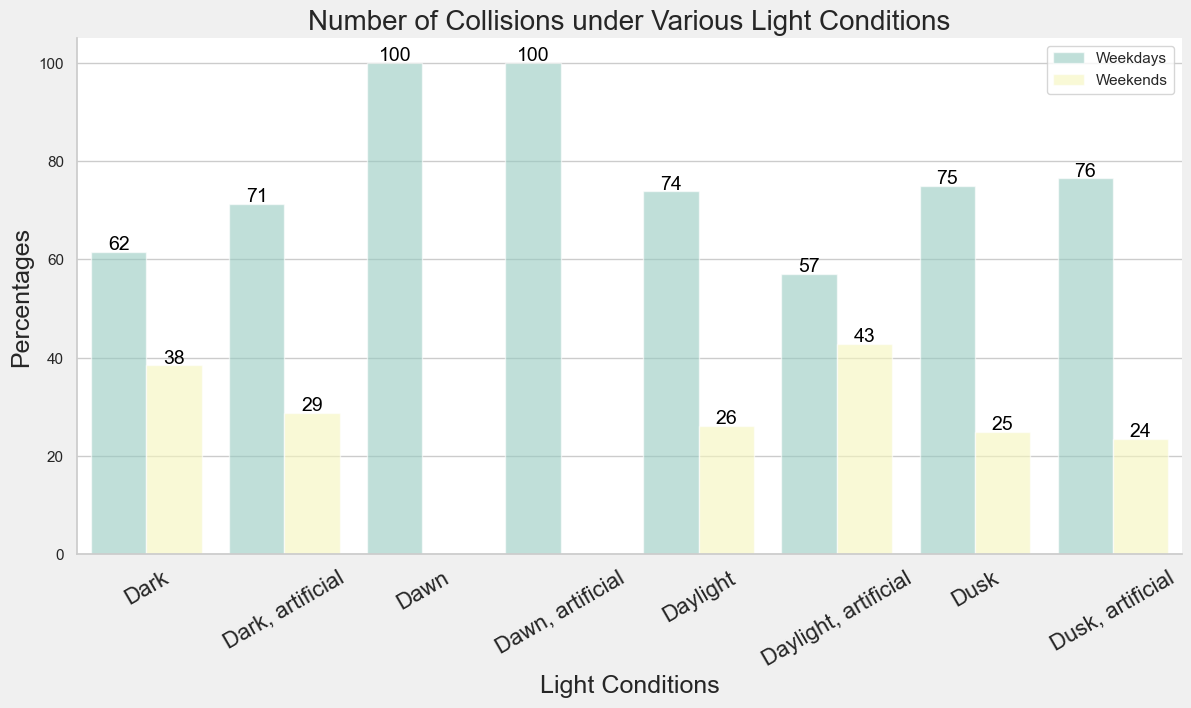 Number of Collisions under Various Light Conditions
Weekdays
Weekends
Percentages
100
80
60
40
20
0
62
38
71
29
100
100
74
26
57
43
75
25
76
24
Dark
Dark, artificial
Dawn
Dawn, artificial
Daylight
Daylight, artificial
Dusk
Dusk, artificial
Light Conditions